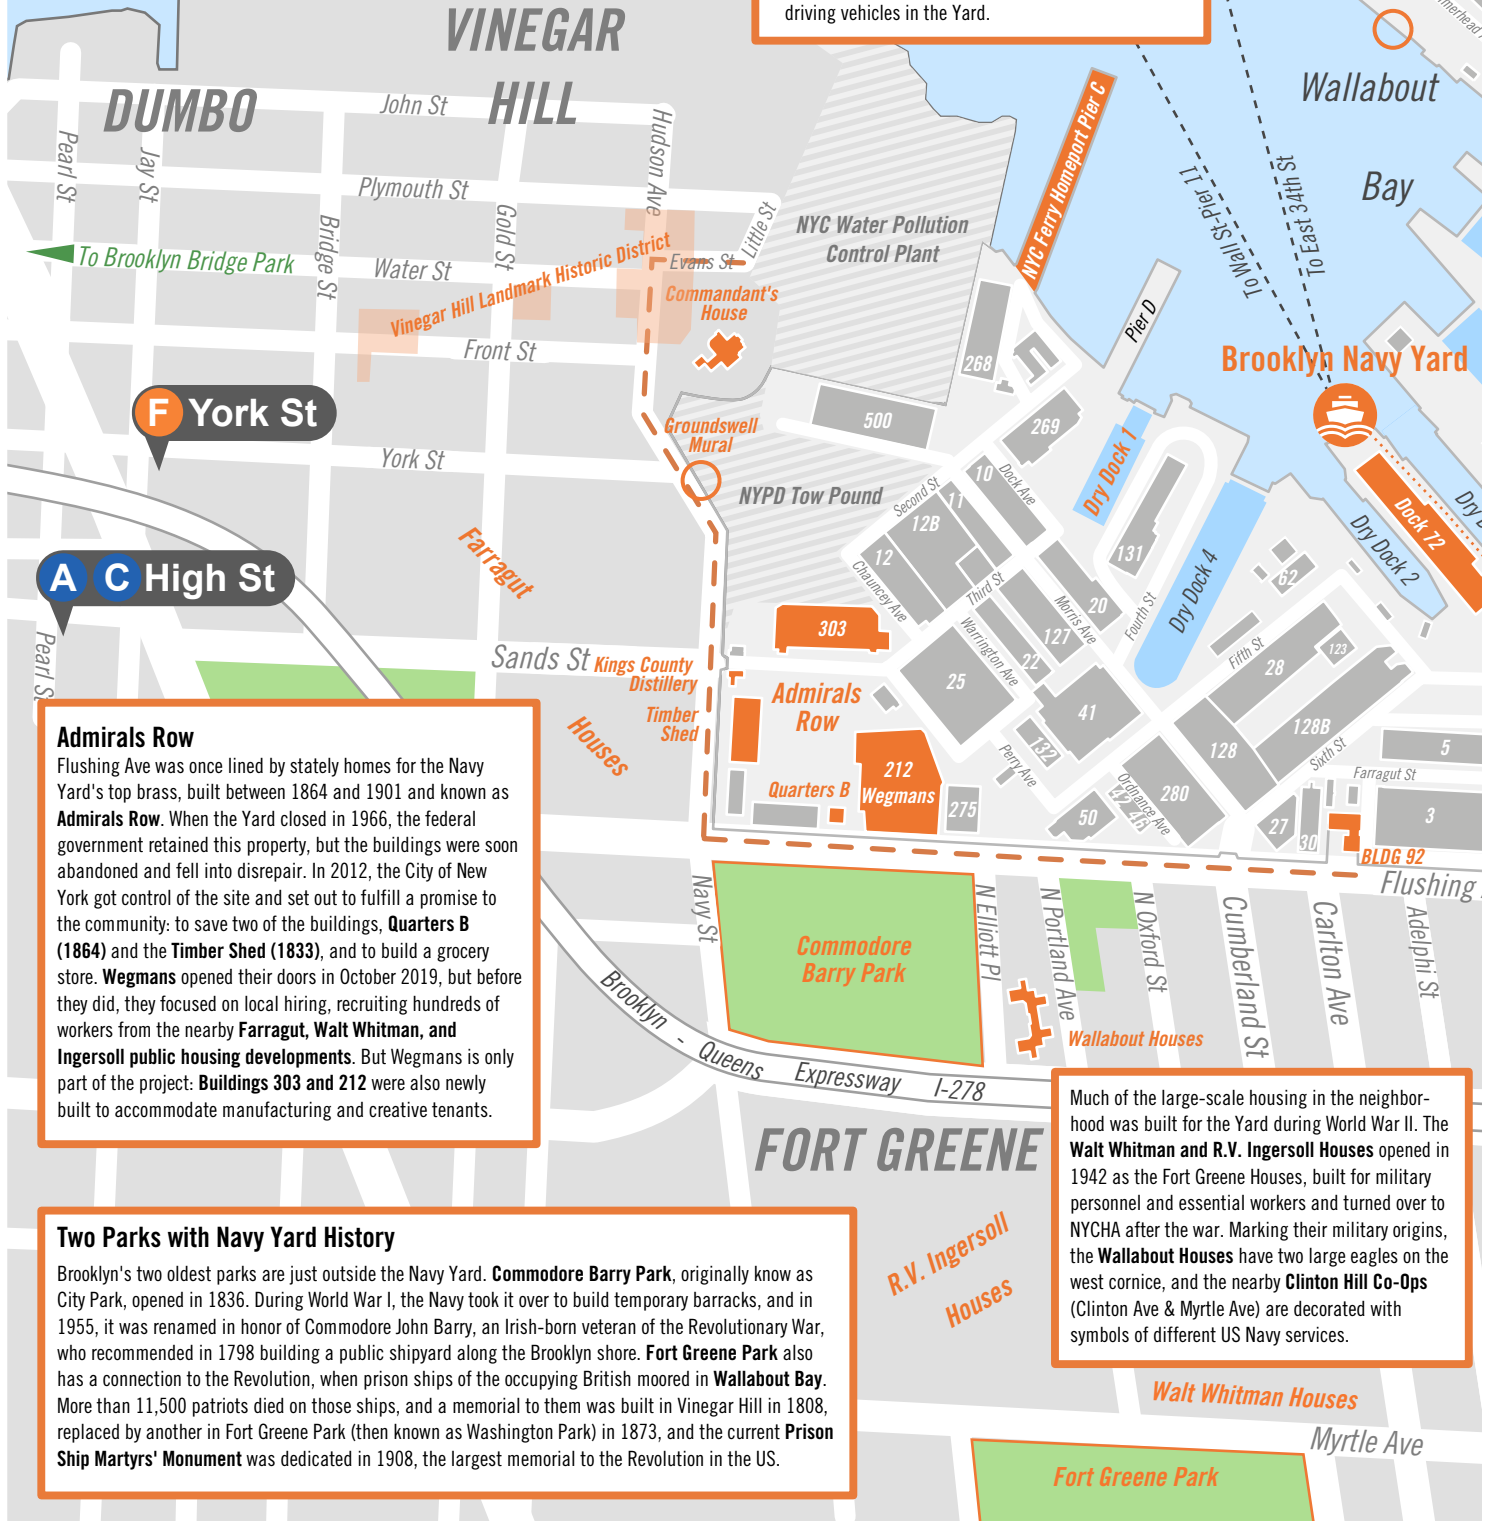 driving vehicles in the Yard.
VINEGAR
HILL
DUMBO
John St
Hudson Ave
Pearl St
Jay St
Plymouth St
Bridge St
Gold St
Little St
Evans St
To Brooklyn Bridge Park
Water St
Vinegar Hill Landmark Historic District
Front St
Commandant's
House
NYC Water Pollution
Control Plant
NYC Ferry Homeport Pier C
Wallabout
Bay
To Wall St-Pier 11
To East 34th St
Pier D
Brooklyn Navy Yard
F York St
York St
Groundswell
Mural
NYPD Tow Pound
268
500
269
Dry Dock 1
10
Dock Ave
Second St
11
12B
12
Chauncey Ave
Third St
131
Dry Dock 4
Dock 72
Dry Dock 2
62
A C High St
Pearl St
Farragut
Houses
Sands St
Kings County
Distillery
Timber
Shed
303
Admirals
Row
25
Warrington Ave
22
127
Morris Ave
20
Fourth St
Fifth St
28
123
41
128
128B
Sixth St
5
Farragut St
132
Perry Ave
Quarters B
212
Wegmans
275
50
42
46
Ordnance Ave
280
27
30
3
BLDG 92
Flushing
Admirals Row
Flushing Ave was once lined by stately homes for the Navy
Yard's top brass, built between 1864 and 1901 and known as
Admirals Row. When the Yard closed in 1966, the federal
government retained this property, but the buildings were soon
abandoned and fell into disrepair. In 2012, the City of New
York got control of the site and set out to fulfill a promise to
the community: to save two of the buildings, Quarters B
(1864) and the Timber Shed (1833), and to build a grocery
store. Wegmans opened their doors in October 2019, but before
they did, they focused on local hiring, recruiting hundreds of
workers from the nearby Farragut, Walt Whitman, and
Ingersoll public housing developments. But Wegmans is only
part of the project: Buildings 303 and 212 were also newly
built to accommodate manufacturing and creative tenants.
Navy St
Commodore
Barry Park
N Elliott Pl
N Portland Ave
N Oxford St
Cumberland St
Carlton Ave
Adelphi St
Wallabout Houses
Brooklyn - Queens Expressway I-278
FORT GREENE
Much of the large-scale housing in the neighbor-
hood was built for the Yard during World War II. The
Walt Whitman and R.V. Ingersoll Houses opened in
1942 as the Fort Greene Houses, built for military
personnel and essential workers and turned over to
NYCHA after the war. Marking their military origins,
the Wallabout Houses have two large eagles on the
west cornice, and the nearby Clinton Hill Co-Ops
(Clinton Ave & Myrtle Ave) are decorated with
symbols of different US Navy services.
R.V. Ingersoll
Houses
Two Parks with Navy Yard History
Brooklyn's two oldest parks are just outside the Navy Yard. Commodore Barry Park, originally know as
City Park, opened in 1836. During World War I, the Navy took it over to build temporary barracks, and in
1955, it was renamed in honor of Commodore John Barry, an Irish-born veteran of the Revolutionary War,
who recommended in 1798 building a public shipyard along the Brooklyn shore. Fort Greene Park also
has a connection to the Revolution, when prison ships of the occupying British moored in Wallabout Bay.
More than 11,500 patriots died on those ships, and a memorial to them was built in Vinegar Hill in 1808,
replaced by another in Fort Greene Park (then known as Washington Park) in 1873, and the current Prison
Ship Martyrs' Monument was dedicated in 1908, the largest memorial to the Revolution in the US.
Walt Whitman Houses
Myrtle Ave
Fort Greene Park